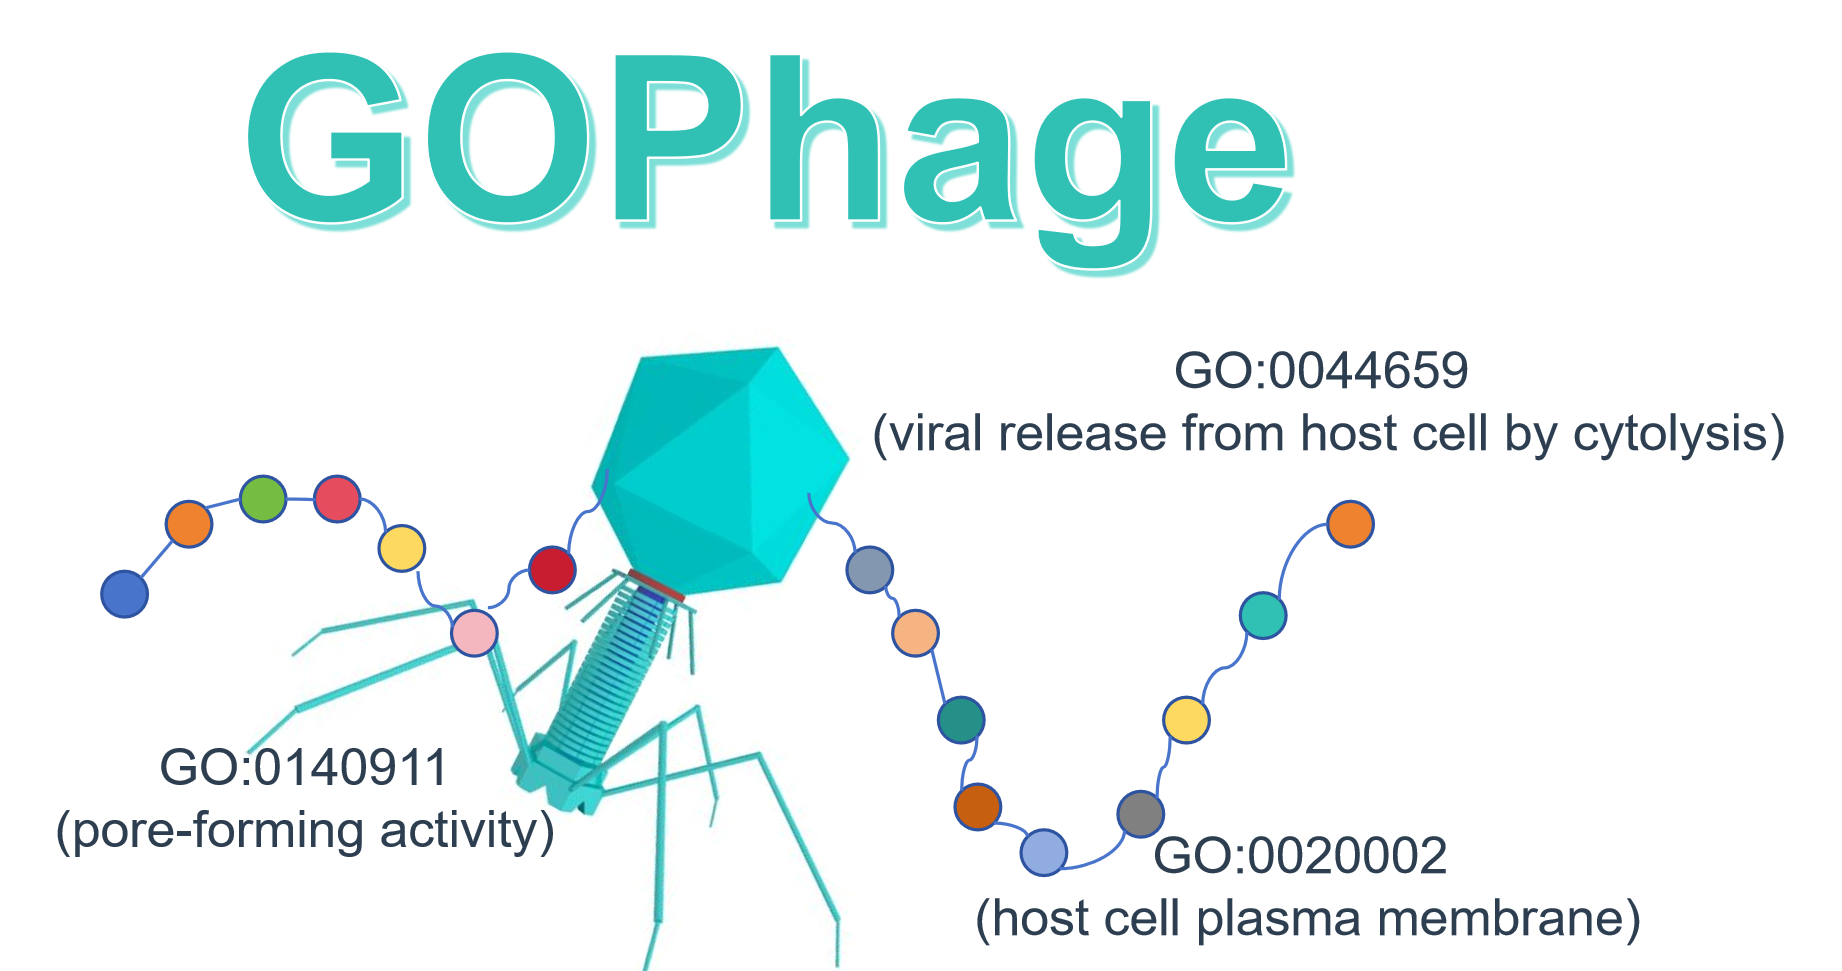 GOPhage
GO:0044659
(viral release from host cell by cytolysis)
GO:0140911
(pore-forming activity)
GO:0020002
(host cell plasma membrane)